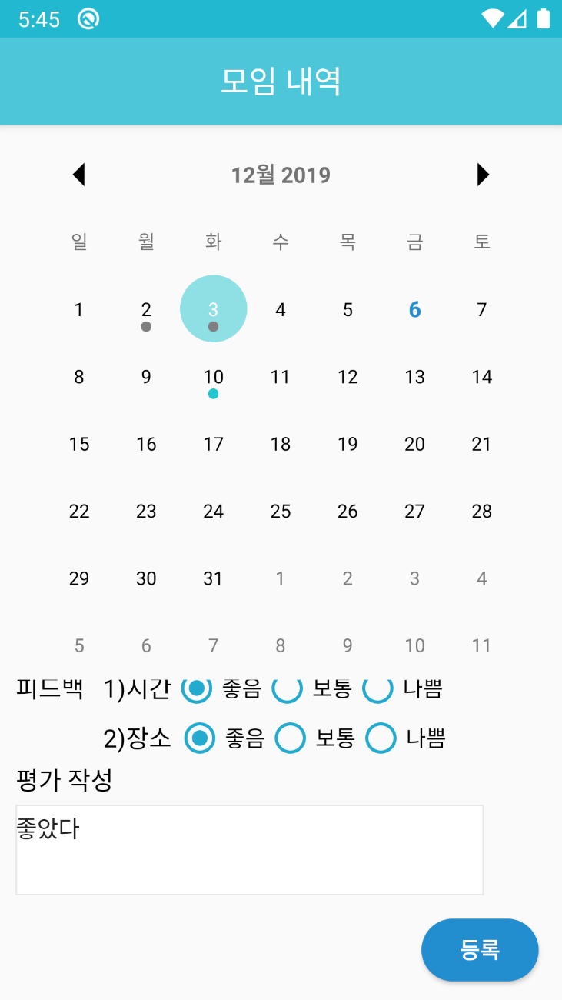 5:45
모임 내역
12월 2019
일 월 화 수 목 금 토
1 2 3 4 5 6 7
8 9 10 11 12 13 14
15 16 17 18 19 20 21
22 23 24 25 26 27 28
29 30 31 1 2 3 4
5 6 7 8 9 10 11
피드백 1)시간 좋음 보통 나쁨
2)장소 좋음 보통 나쁨
평가 작성
좋았다
등록